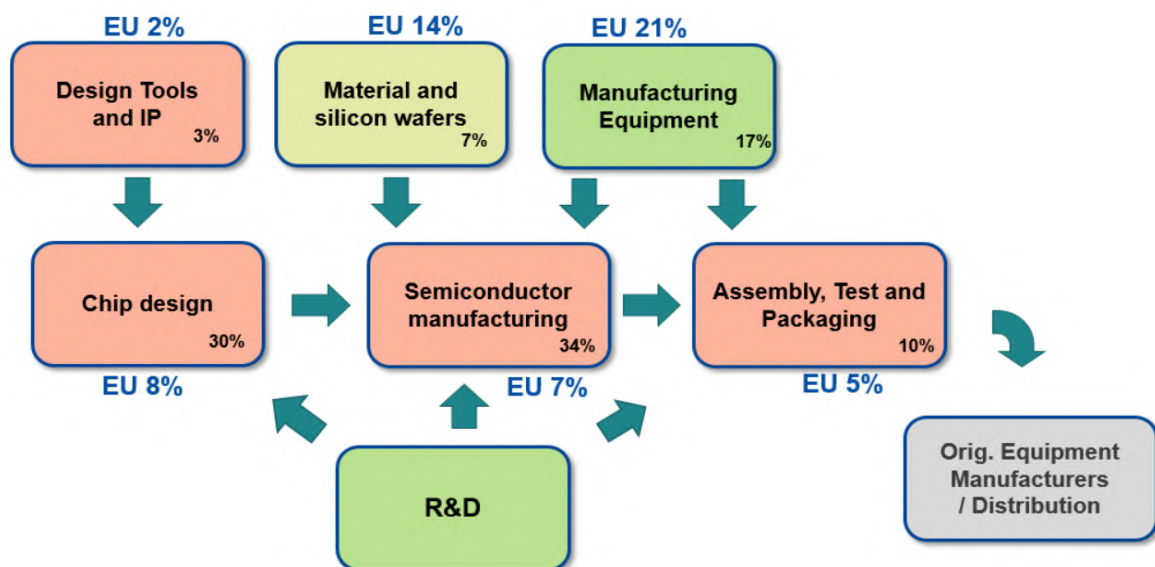 EU 2%
Design Tools
and IP
3%
EU 14%
Material and
silicon wafers
7%
EU 21%
Manufacturing
Equipment
17%
Chip design
30%
EU 8%
Semiconductor
manufacturing
34%
EU 7%
Assembly, Test and
Packaging
10%
EU 5%
R&D
Orig. Equipment
Manufacturers
/ Distribution